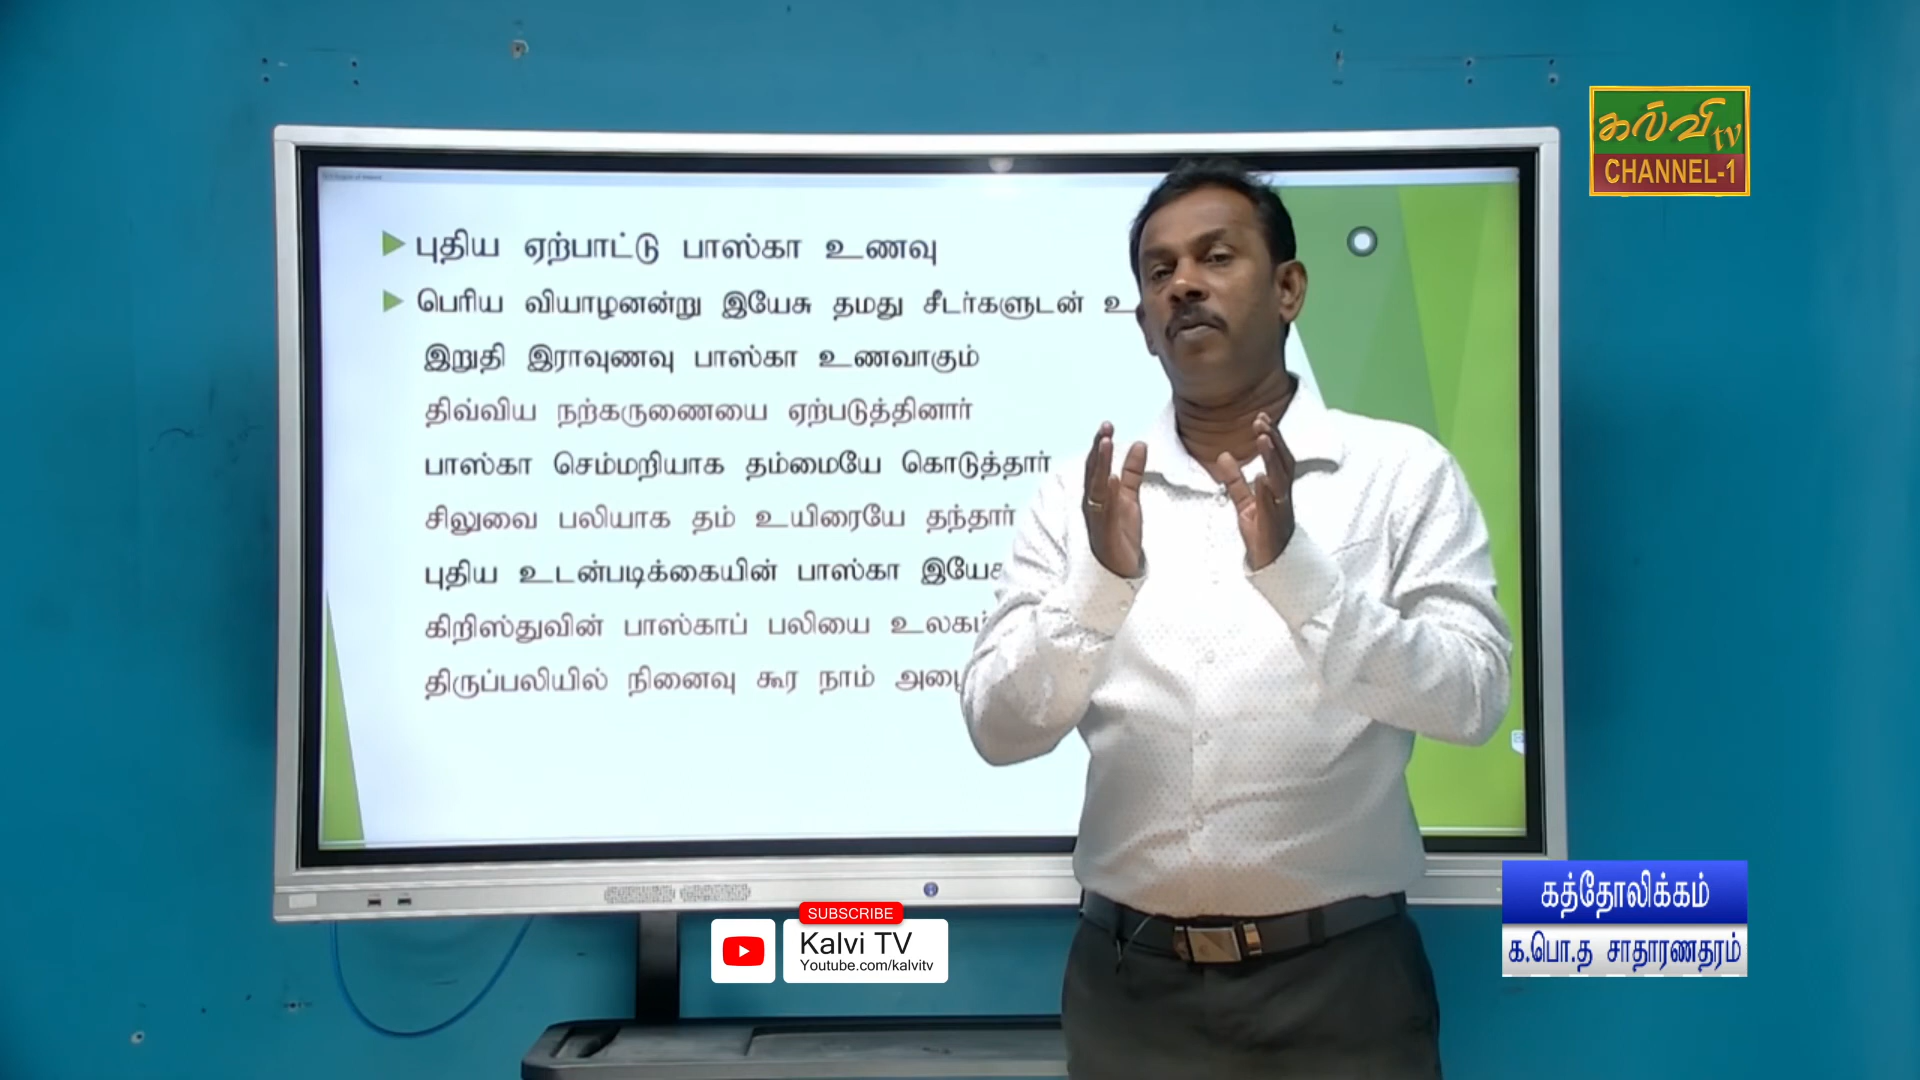 கல்வி tv
CHANNEL-1
புதிய ஏற்பாட்டு பாஸ்கா உணவு
பெரிய வியாழனன்று இயேசு தமது சீடர்களுடன்
இறுதி இராவுணவு பாஸ்கா உணவாகும்
திவ்விய நற்கருணையை ஏற்படுத்தினார்
பாஸ்கா செம்மறியாக தம்மையே கொடுத்தார்
சிலுவை பலியாக தம் உயிரையே தந்தார்
புதிய உடன்படிக்கையின் பாஸ்கா
கிறிஸ்துவின் பாஸ்காப் பலியை
திருப்பலியில் நினைவு கூர நாம்
SUBSCRIBE
Kalvi TV
Youtube.com/kalvitv
கத்தோலிக்கம்
க.பொ.த சாதாரணதரம்